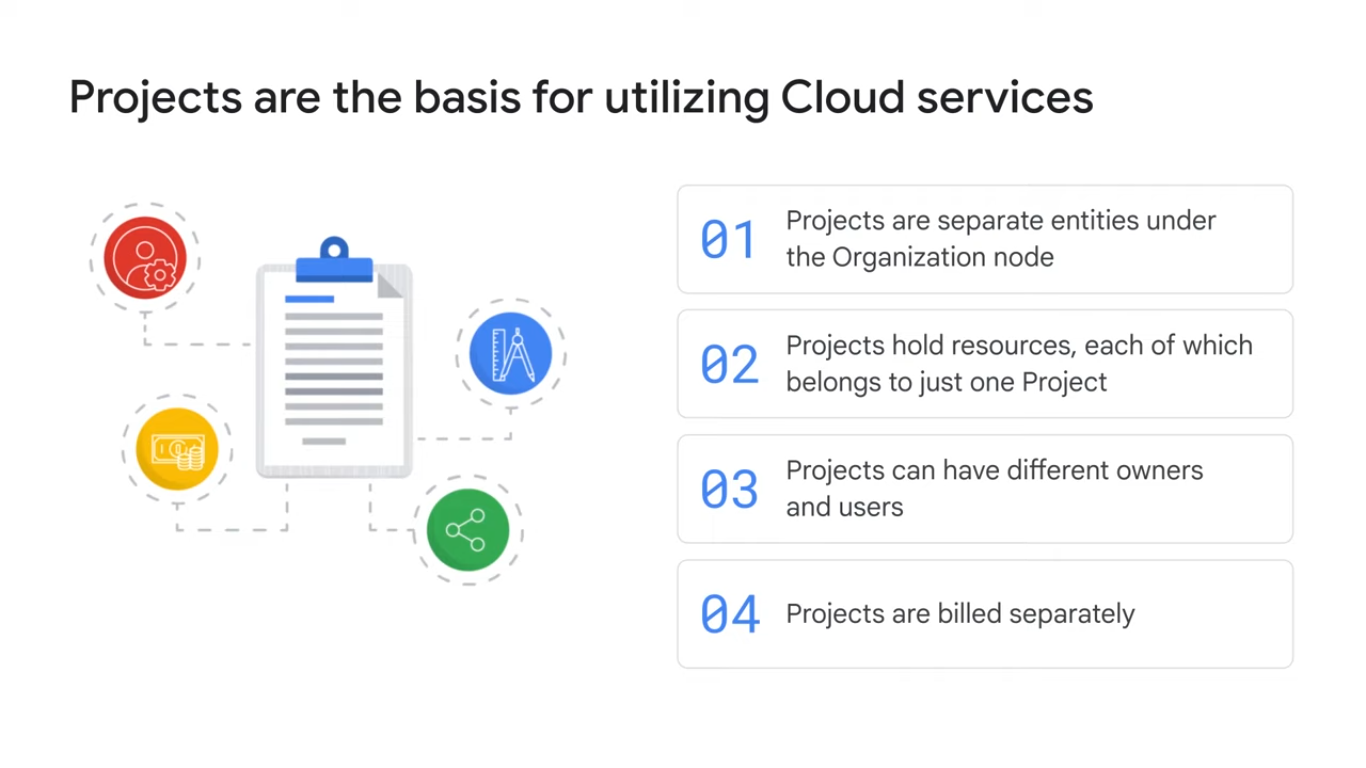 Projects are the basis for utilizing Cloud services
01
Projects are separate entities under
the Organization node
02
Projects hold resources, each of which
belongs to just one Project
03
Projects can have different owners
and users
04
Projects are billed separately